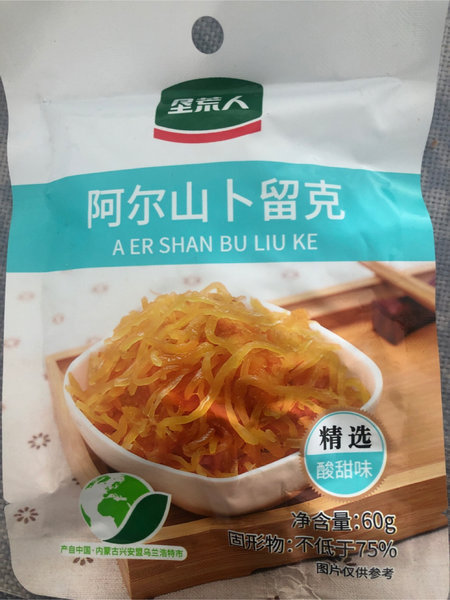 垦荒人
阿尔山卜留克
A ER SHAN BU LIU KE
精选
酸甜味
净含量:60g
固形物:不低于75%
图片仅供参考
产自中国·内蒙古兴安盟乌兰浩特市